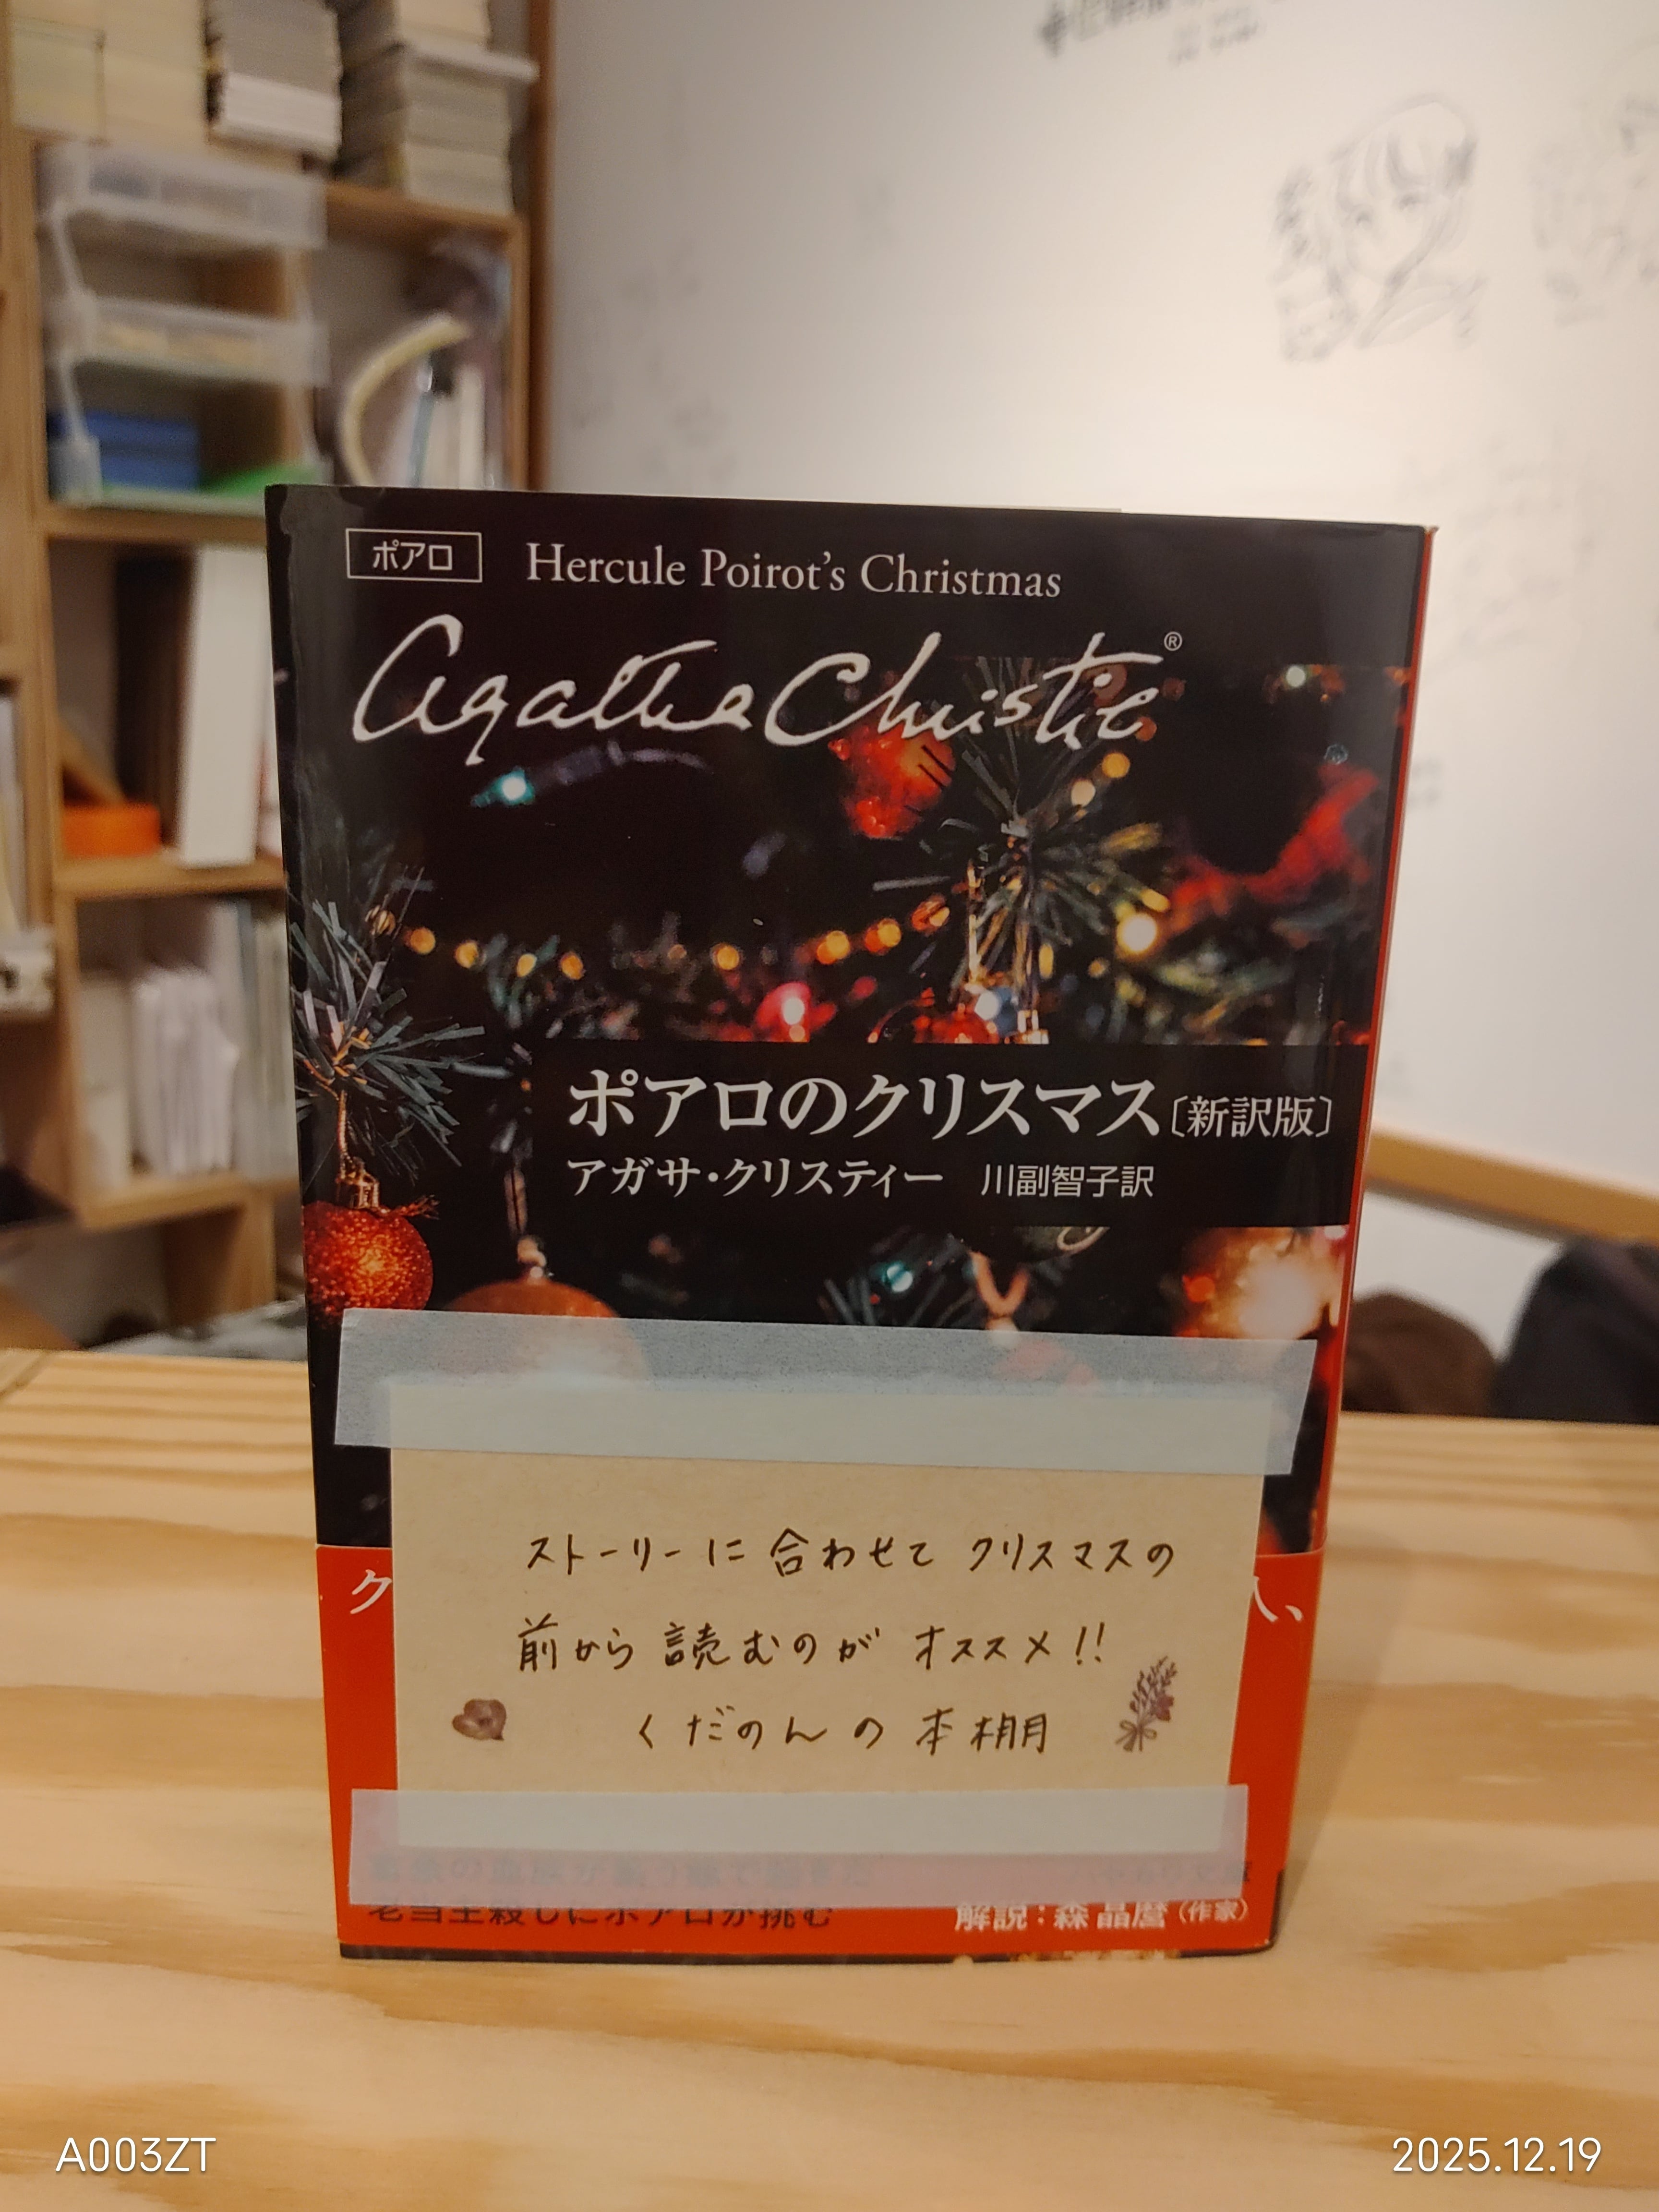 ポアロ Hercule Poirot's Christmas
Agatha Christie®
ポアロのクリスマス〔新訳版〕
アガサ・クリスティー 川副智子訳
ストーリーに合わせてクリスマスの
前から読むのがオススメ!!
くだのんの本棚
ク
老当主殺しにポアロが挑む
解説:森 晶麿(作家)
A003ZT
2025.12.19